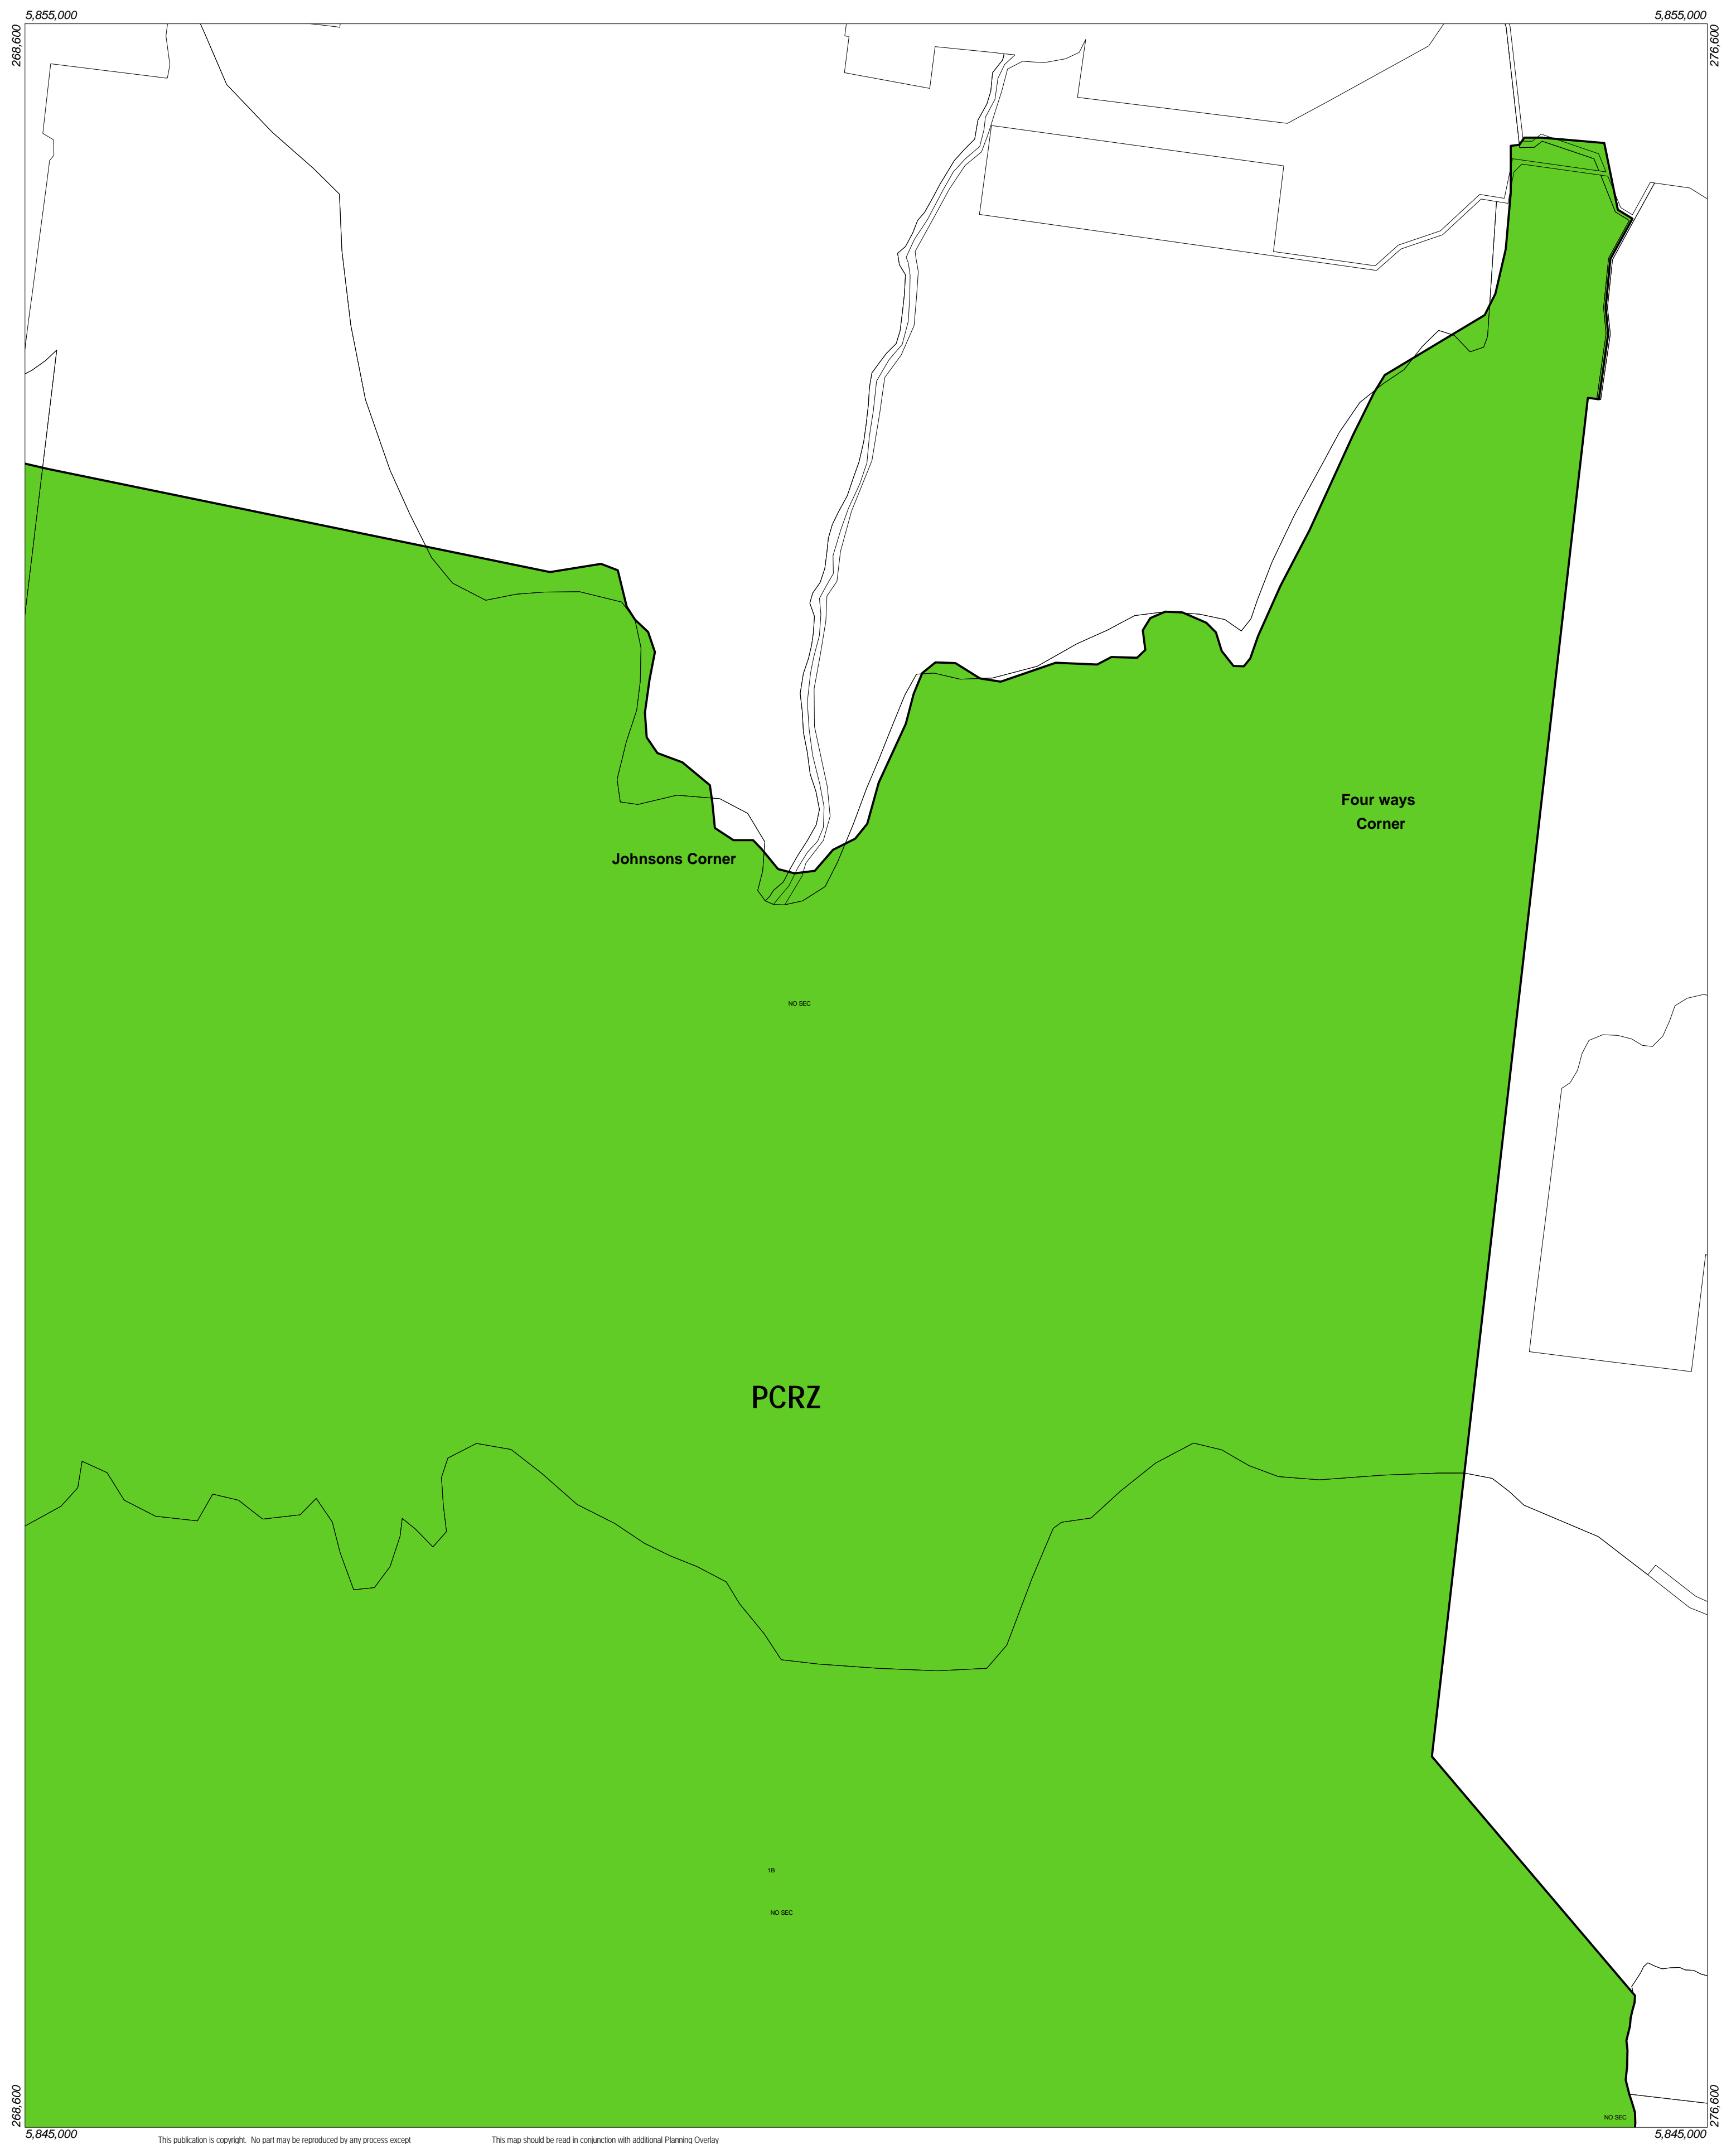 5,855,000
5,855,000
268,600
276,600
Four ways
Corner
Johnsons Corner
NO SEC
PCRZ
1B
NO SEC
268,600
276,600
NO SEC
5,845,000
5,845,000
This publication is copyright. No part may be reproduced by any process except
This map should be read in conjunction with additional Planning Overlay